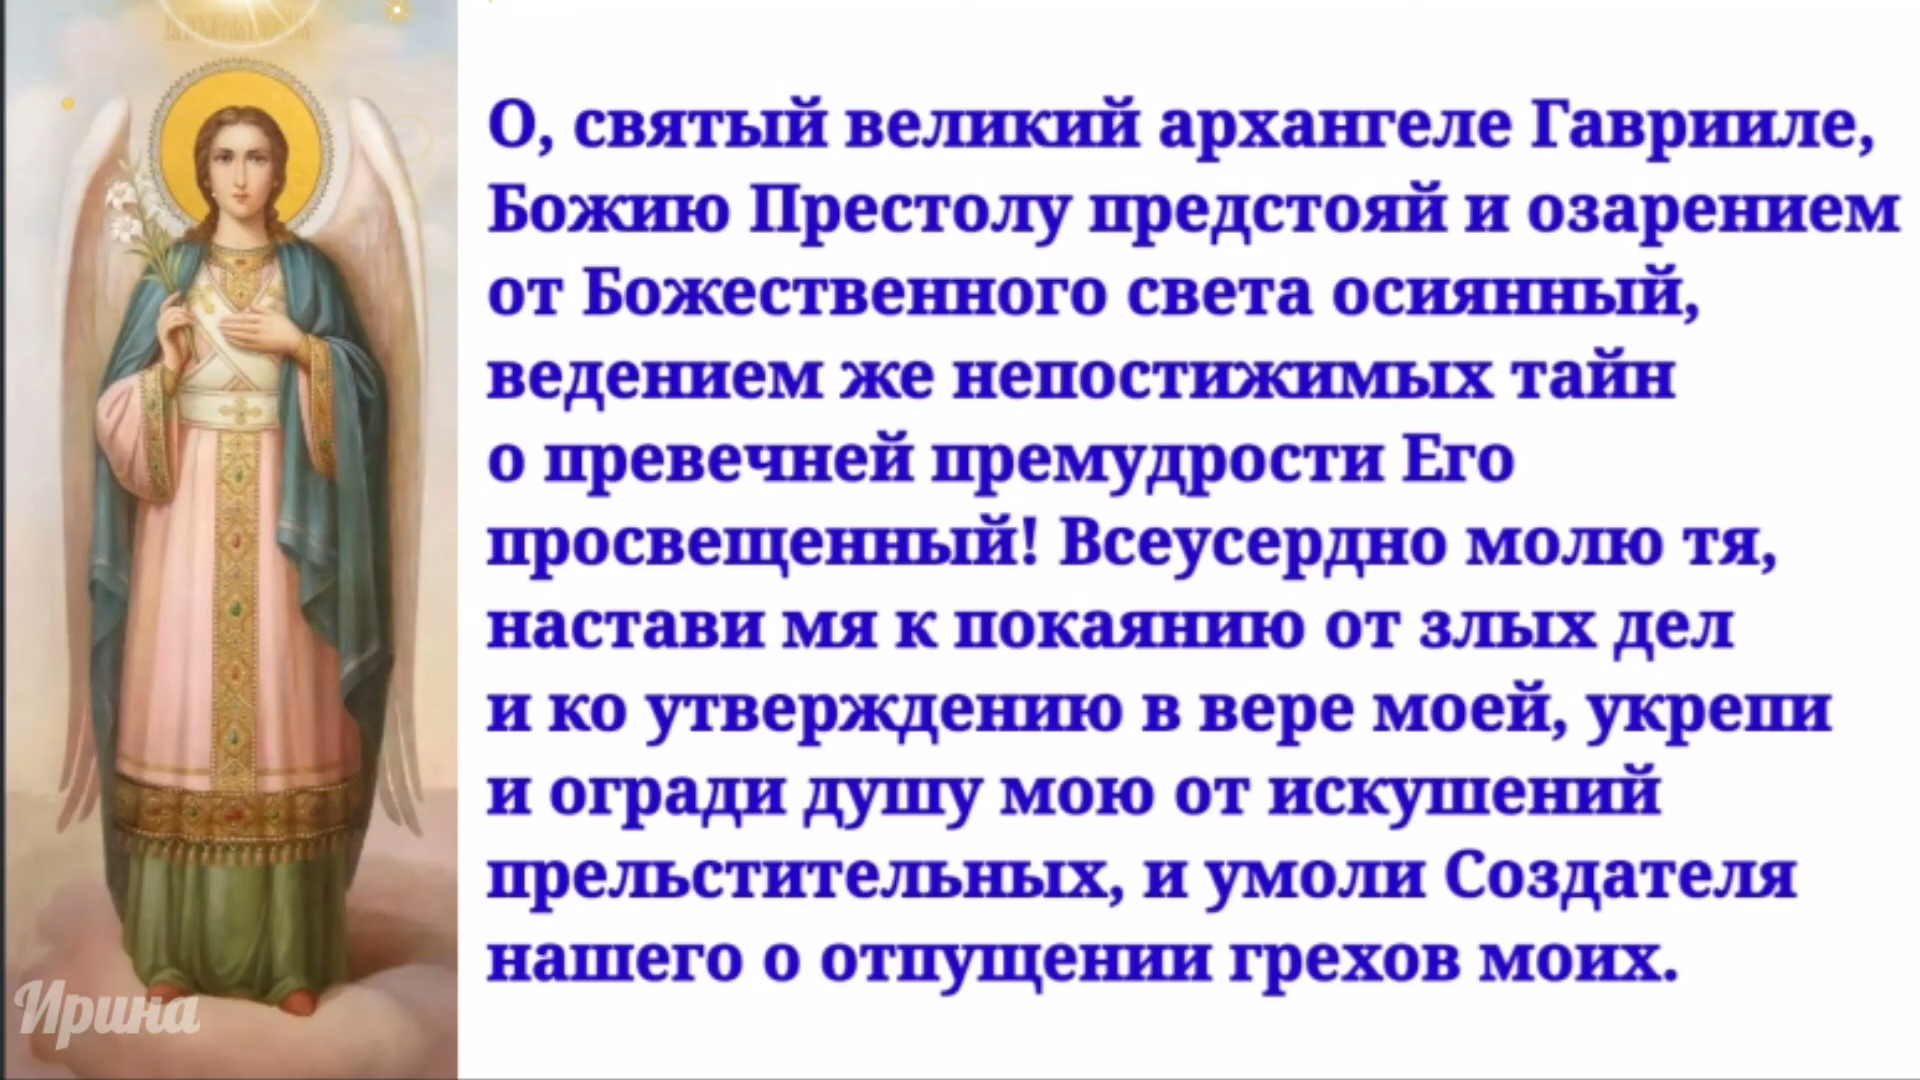 О, святый великий архангеле Гаврииле,
Божию Престолу предстояй и озарением
от Божественного света осиянный,
ведением же непостижимых тайн
о превечней премудрости Его
просвещенный! Всеусердно молю тя,
настави мя к покаянию от злых дел
и ко утверждению в вере моей, укрепи
и огради душу мою от искушений
прельстительных, и умоли Создателя
нашего о отпущении грехов моих.
Ирина